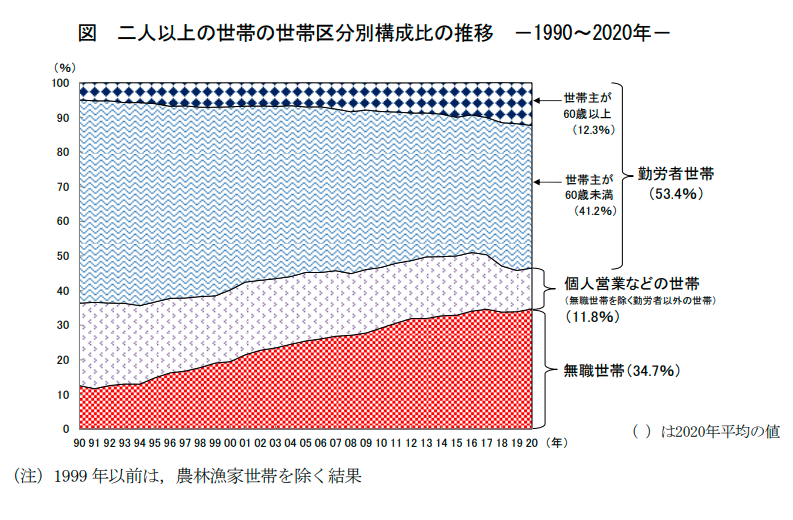 図　二人以上の世帯の世帯区分別構成比の推移　－1990～2020年－
（％）
100
90
80
70
60
50
40
30
20
10
0
90 91 92 93 94 95 96 97 98 99 00 01 02 03 04 05 06 07 08 09 10 11 12 13 14 15 16 17 18 19 20 （年）
世帯主が
60歳以上
（12.3％）
世帯主が
60歳未満
（41.2％）
勤労者世帯
（53.4％）
個人営業などの世帯
（無職世帯を除く勤労者以外の世帯）
（11.8％）
無職世帯（34.7％）
（ ）は2020年平均の値
（注）1999年以前は，農林漁家世帯を除く結果